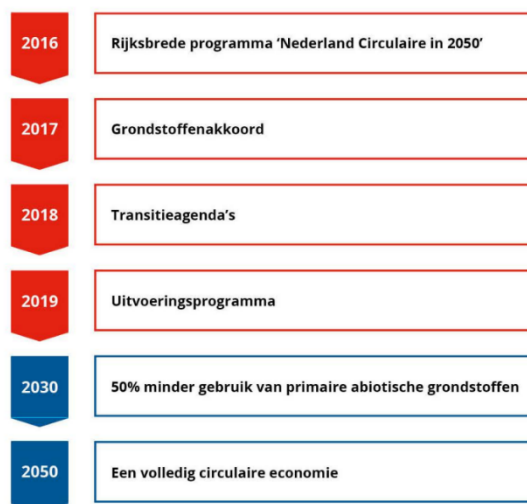 2016
Rijksbrede programma ‘Nederland Circulaire in 2050’
2017
Grondstoffenakkoord
2018
Transitieagenda’s
2019
Uitvoeringsprogramma
2030
50% minder gebruik van primaire abiotische grondstoffen
2050
Een volledig circulaire economie